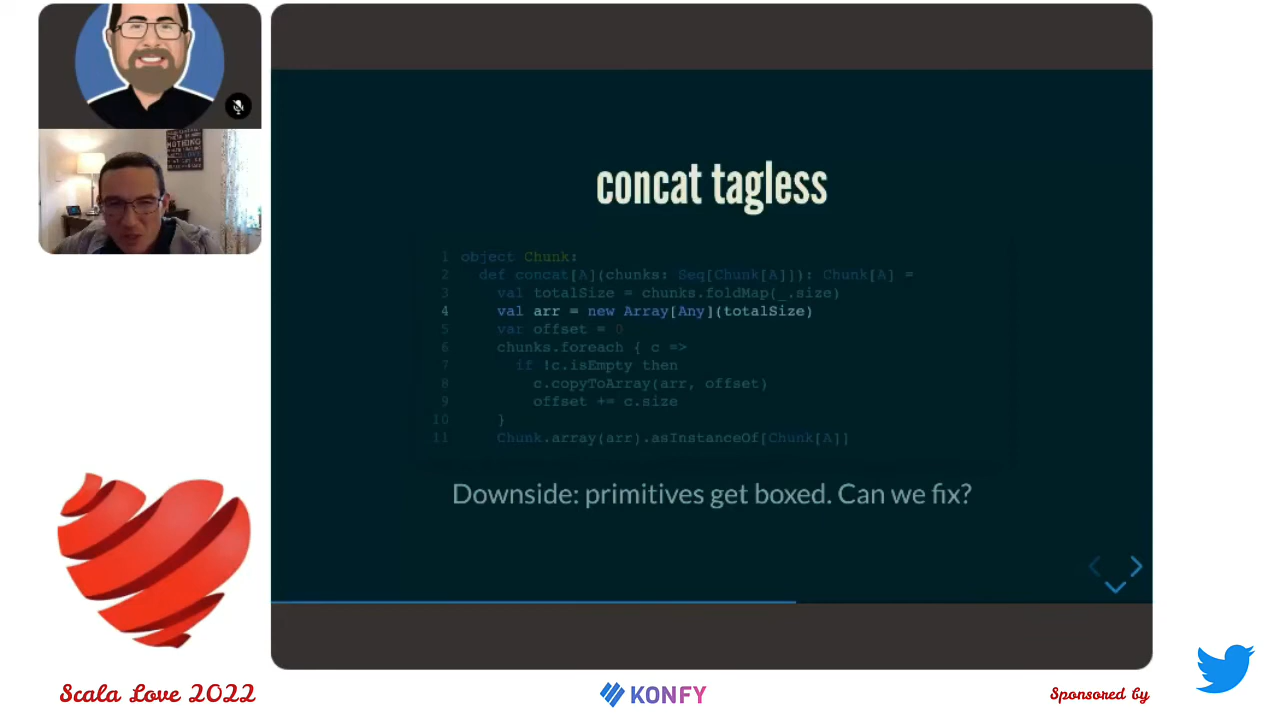 concat tagless
1 object Chunk:
2 def concat[A](chunks: Seq[Chunk[A]]): Chunk[A] =
3 val totalSize = chunks.foldMap(_.size)
4 val arr = new Array[Any](totalSize)
5 var offset = 0
6 chunks.foreach { c =>
7 if !c.isEmpty then
8 c.copyToArray(arr, offset)
9 offset += c.size
10 }
11 Chunk.array(arr).asInstanceOf[Chunk[A]]
Downside: primitives get boxed. Can we fix?
Scala Love 2022
KONFY
Sponsored by